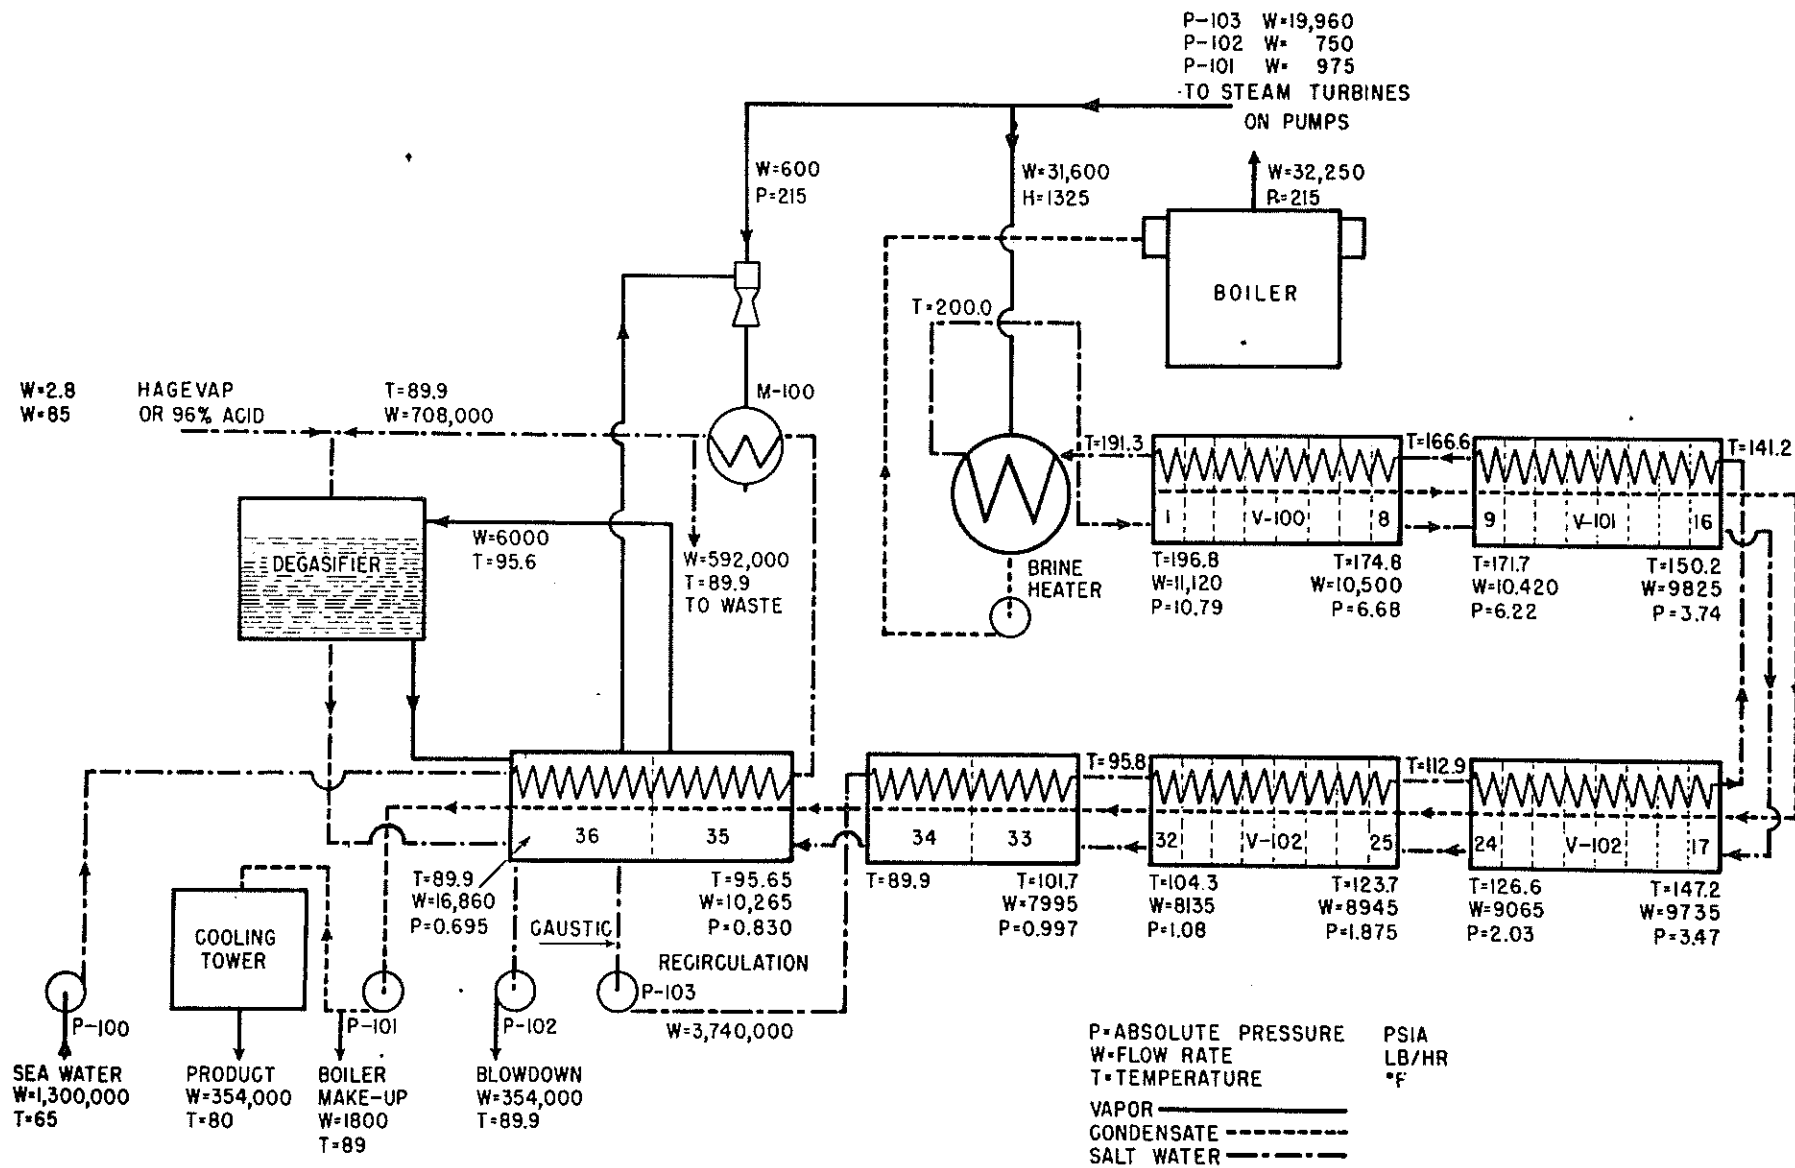 P-103 W=19,960
P-102 W= 750
P-101 W= 975
TO STEAM TURBINES
ON PUMPS
W=600
P=215
W=31,600
H=1325
W=32,250
P=215
BOILER
T=200.0
W=2.8
W=85
HAGEVAP
OR 96% ACID
T=89.9
W=708,000
M-100
T=191.3
T=166.6
T=141.2
1 V-100 8
9 V-101 16
W=6000
T=95.6
DEGASIFIER
W=592,000
T=89.9
TO WASTE
BRINE
HEATER
T=196.8
W=11,120
P=10.79
T=174.8
W=10,500
P=6.68
T=171.7
W=10.420
P=6.22
T=150.2
W=9825
P=3.74
T=95.8
T=112.9
36 35
34 33
32 V-102 25
24 V-102 17
T=89.9
W=16,860
P=0.695
T=95.65
W=10,265
P=0.830
T=89.9
T=101.7
W=7995
P=0.997
T=104.3
W=8135
P=1.08
T=123.7
W=8945
P=1.875
T=126.6
W=9065
P=2.03
T=147.2
W=9735
P=3.47
COOLING
TOWER
CAUSTIC
RECIRCULATION
P-100
P-101
P-102
P-103
W=3,740,000
SEA WATER
W=1,300,000
T=65
PRODUCT
W=354,000
T=80
BOILER
MAKE-UP
W=1800
T=89
BLOWDOWN
W=354,000
T=89.9
P=ABSOLUTE PRESSURE PSIA
W=FLOW RATE LB/HR
T=TEMPERATURE °F
VAPOR
CONDENSATE
SALT WATER